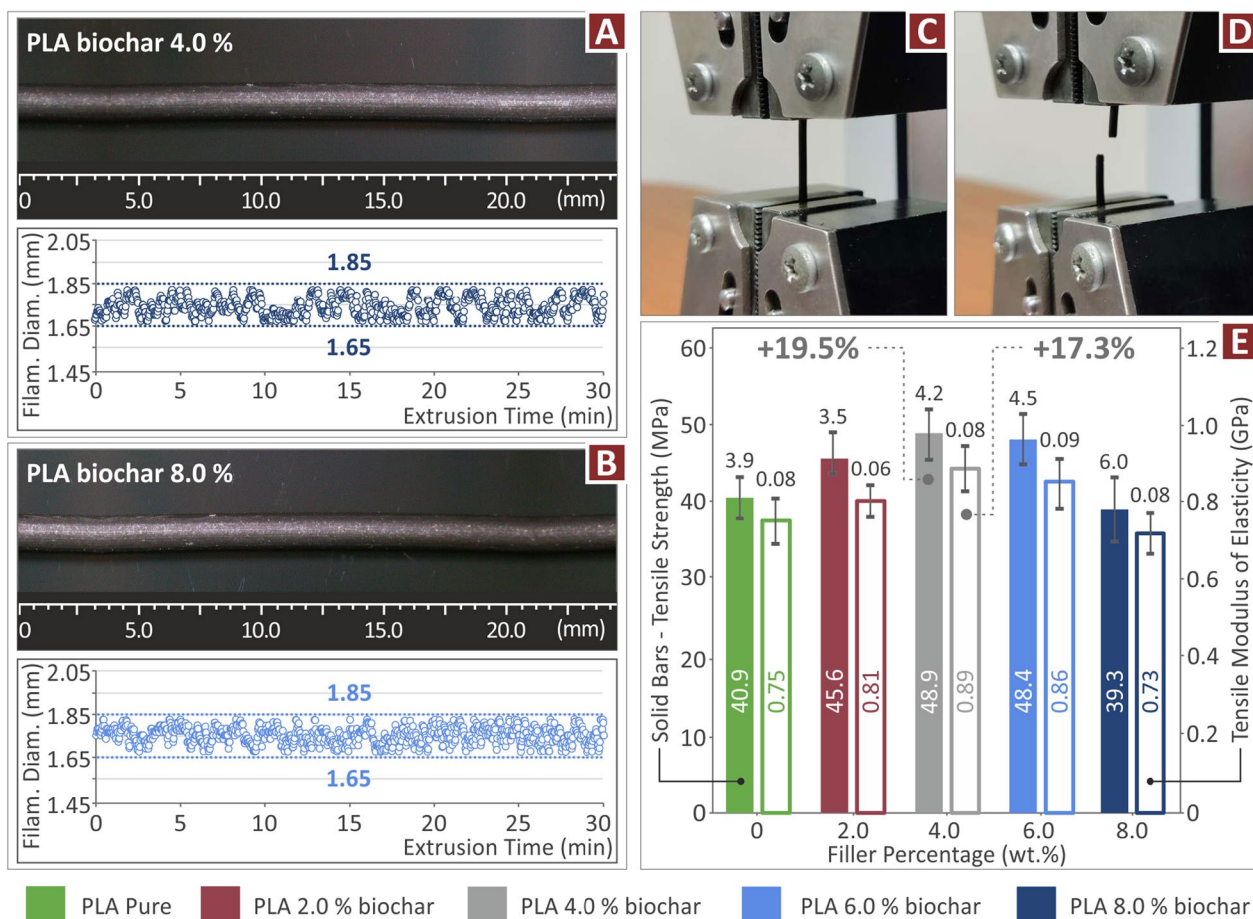 PLA biochar 4.0 %
A
0 5.0 10.0 15.0 20.0 (mm)
Filam. Diam. (mm)
2.05
1.85
1.65
1.45
1.85
1.65
0 5 10 15 20 25 30
Extrusion Time (min)
PLA biochar 8.0 %
B
0 5.0 10.0 15.0 20.0 (mm)
Filam. Diam. (mm)
2.05
1.85
1.65
1.45
1.85
1.65
0 5 10 15 20 25 30
Extrusion Time (min)
C
D
E
Solid Bars - Tensile Strength (MPa)
60
50
40
30
20
10
0
+19.5%
+17.3%
3.9 0.08 3.5 0.06 4.2 0.08 4.5 0.09 6.0 0.08
40.9 0.75 45.6 0.81 48.9 0.89 48.4 0.86 39.3 0.73
1.2
1.0
0.8
0.6
0.4
0.2
0
Tensile Modulus of Elasticity (GPa)
0 2.0 4.0 6.0 8.0
Filler Percentage (wt.%)
PLA Pure PLA 2.0 % biochar PLA 4.0 % biochar PLA 6.0 % biochar PLA 8.0 % biochar